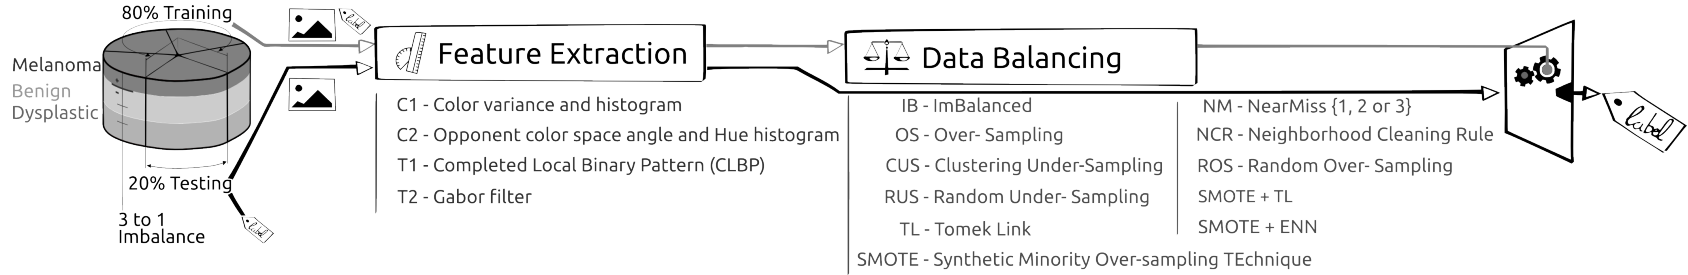 80% Training
label
Melanoma
Benign
Dysplastic
20% Testing
3 to 1
Imbalance
label
Feature Extraction
C1 - Color variance and histogram
C2 - Opponent color space angle and Hue histogram
T1 - Completed Local Binary Pattern (CLBP)
T2 - Gabor filter
Data Balancing
IB - ImBalanced
OS - Over- Sampling
CUS - Clustering Under-Sampling
RUS - Random Under- Sampling
TL - Tomek Link
SMOTE - Synthetic Minority Over-sampling TEchnique
NM - NearMiss {1, 2 or 3}
NCR - Neighborhood Cleaning Rule
ROS - Random Over- Sampling
SMOTE + TL
SMOTE + ENN
label